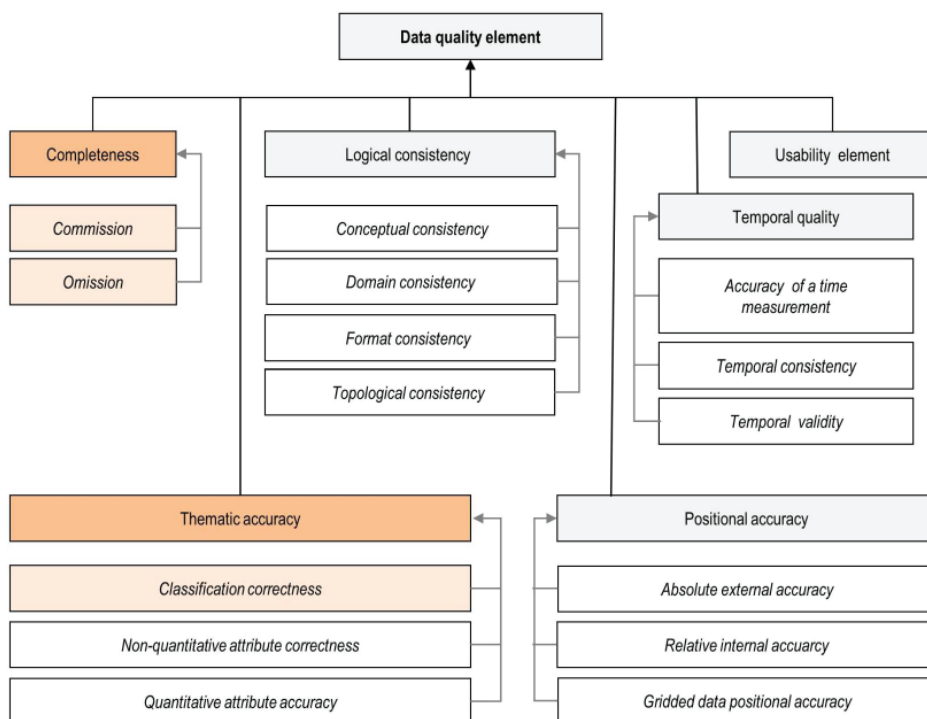 Data quality element
Completeness
Commission
Omission
Logical consistency
Conceptual consistency
Domain consistency
Format consistency
Topological consistency
Usability element
Temporal quality
Accuracy of a time
measurement
Temporal consistency
Temporal validity
Thematic accuracy
Classification correctness
Non-quantitative attribute correctness
Quantitative attribute accuracy
Positional accuracy
Absolute external accuracy
Relative internal accuarcy
Gridded data positional accuracy